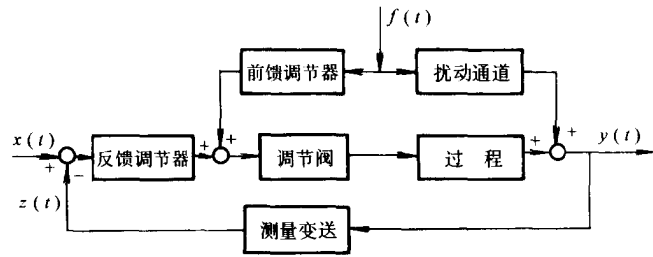 f(t)
前馈调节器
扰动通道
x(t)
+
−
反馈调节器
+
+
调节阀
过 程
+
+
y(t)
z(t)
测量变送